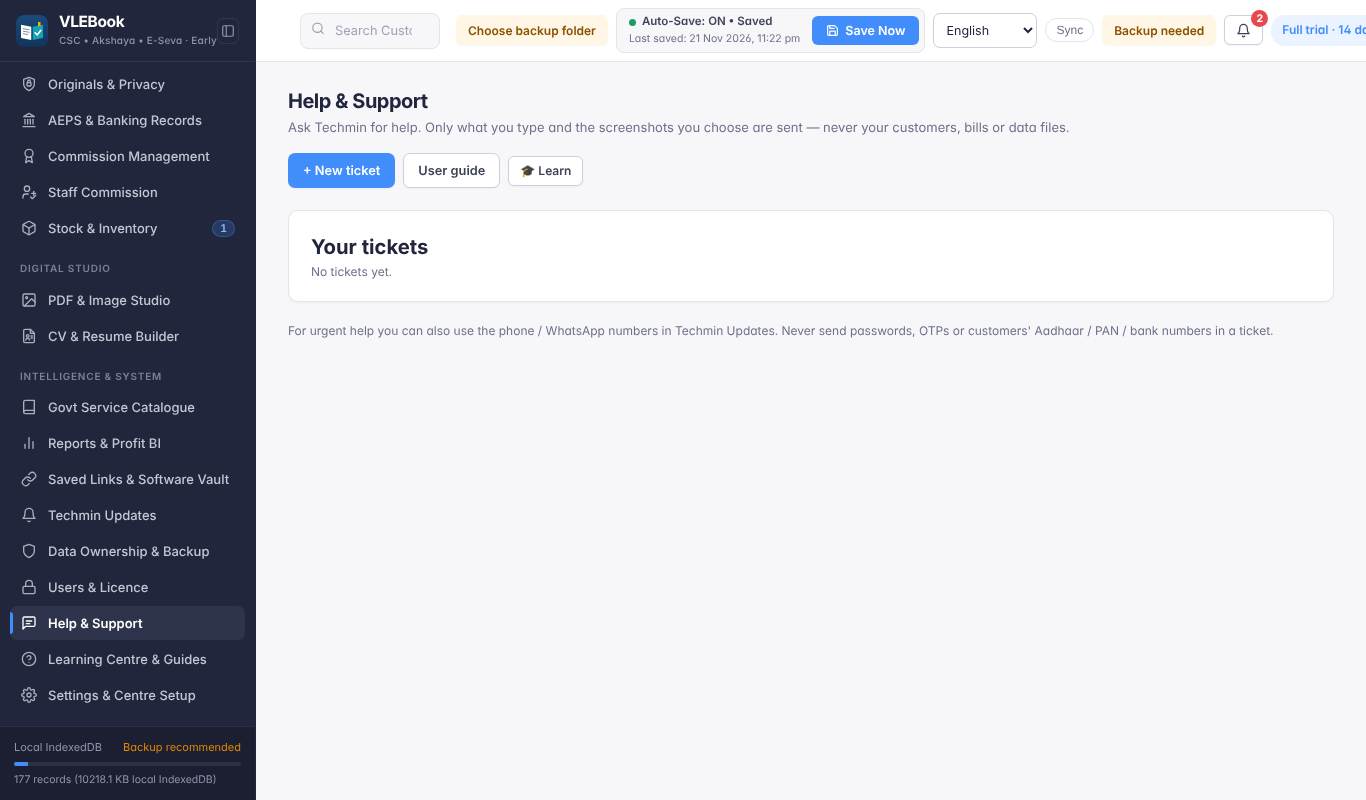 VLEBook
CSC • Akshaya • E-Seva · Early
Originals & Privacy
AEPS & Banking Records
Commission Management
Staff Commission
Stock & Inventory 1
DIGITAL STUDIO
PDF & Image Studio
CV & Resume Builder
INTELLIGENCE & SYSTEM
Govt Service Catalogue
Reports & Profit BI
Saved Links & Software Vault
Techmin Updates
Data Ownership & Backup
Users & Licence
Help & Support
Learning Centre & Guides
Settings & Centre Setup
Local IndexedDB Backup recommended
177 records (10218.1 KB local IndexedDB)
Search Custo
Choose backup folder
Auto-Save: ON • Saved
Last saved: 21 Nov 2026, 11:22 pm
Save Now
English
Sync
Backup needed
2
Full trial · 14 da
Help & Support
Ask Techmin for help. Only what you type and the screenshots you choose are sent — never your customers, bills or data files.
+ New ticket
User guide
🎓 Learn
Your tickets
No tickets yet.
For urgent help you can also use the phone / WhatsApp numbers in Techmin Updates. Never send passwords, OTPs or customers' Aadhaar / PAN / bank numbers in a ticket.